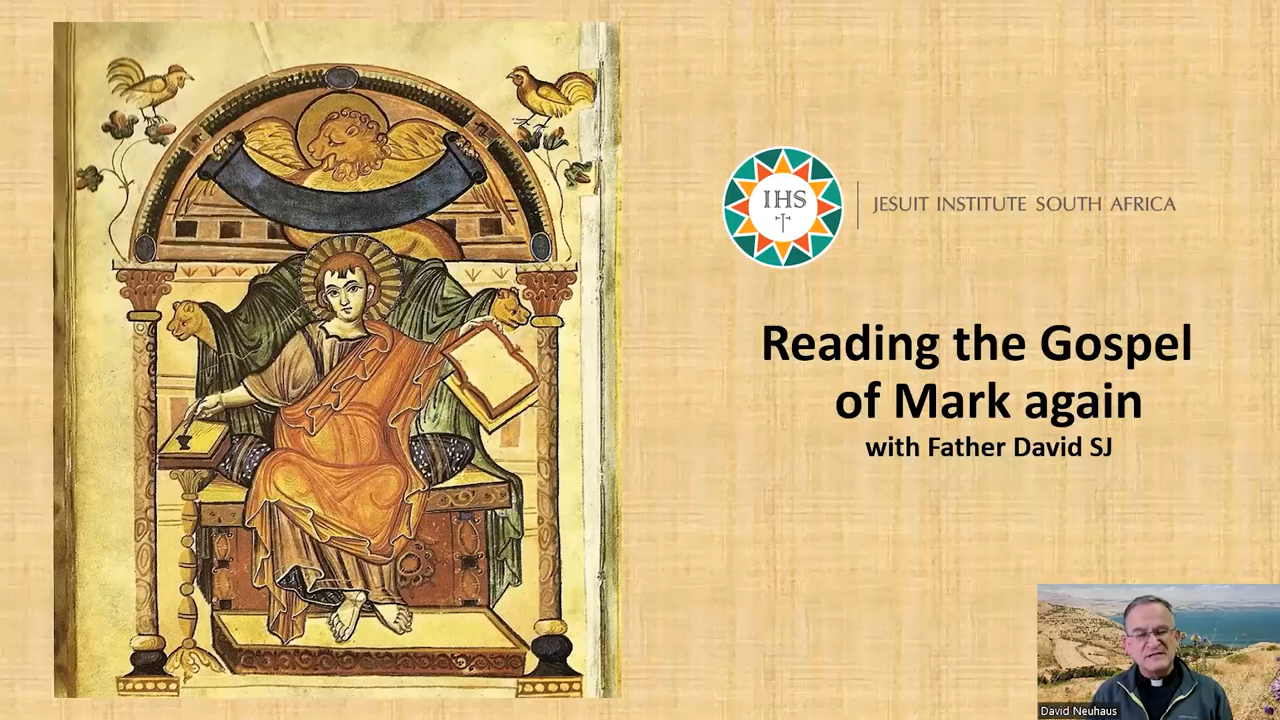 IHS
JESUIT INSTITUTE SOUTH AFRICA
Reading the Gospel
of Mark again
with Father David SJ
David Neuhaus